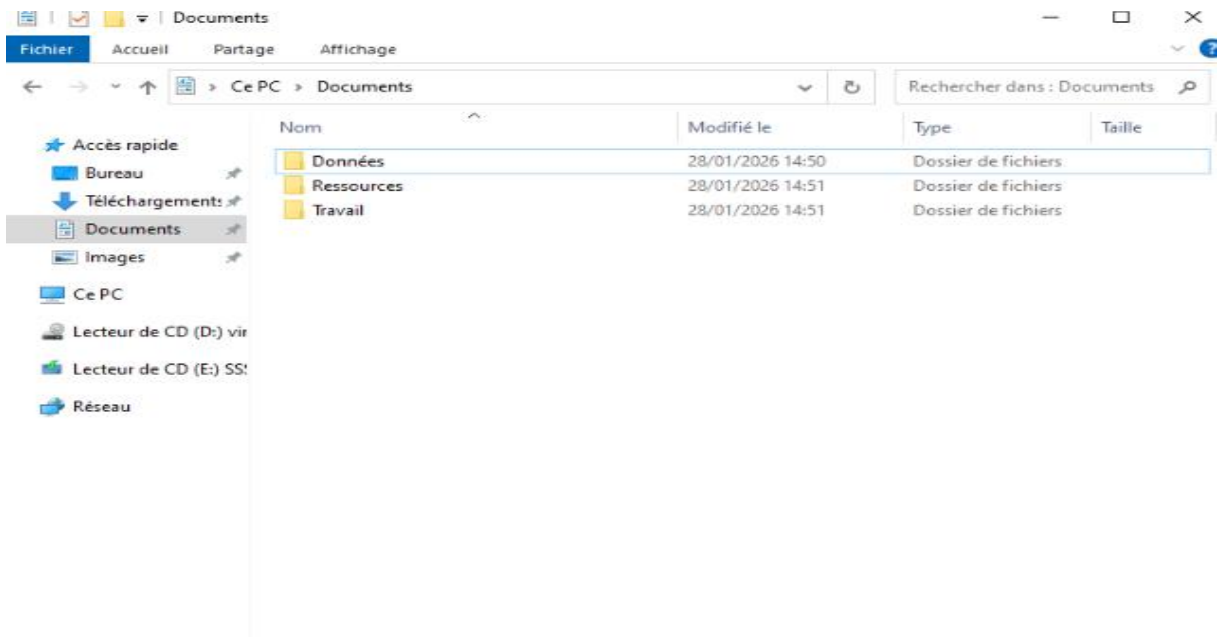 Documents
Fichier Accueil Partage Affichage
Ce PC > Documents
Rechercher dans : Documents
Accès rapide
Bureau
Téléchargements
Documents
Images
Ce PC
Lecteur de CD (D:) vir
Lecteur de CD (E:) SS
Réseau
Nom Modifié le Type Taille
Données 28/01/2026 14:50 Dossier de fichiers
Ressources 28/01/2026 14:51 Dossier de fichiers
Travail 28/01/2026 14:51 Dossier de fichiers